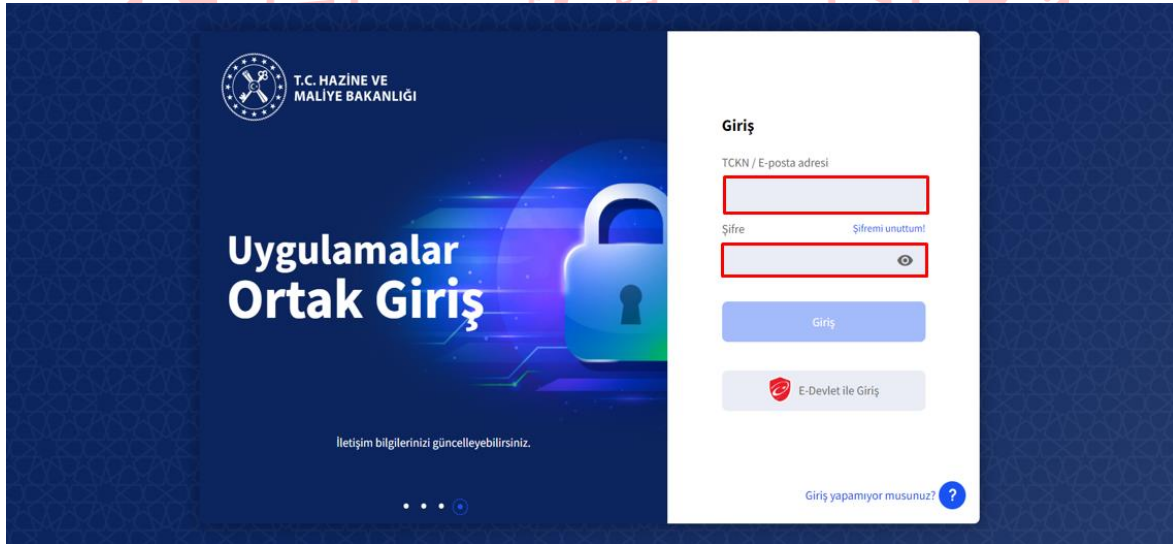 T.C. HAZİNE VE
MALİYE BAKANLIĞI
Uygulamalar
Ortak Giriş
İletişim bilgilerinizi güncelleyebilirsiniz.
Giriş
TCKN / E-posta adresi
Şifre Şifremi unuttum!
Giriş
E-Devlet ile Giriş
Giriş yapamıyor musunuz? ?